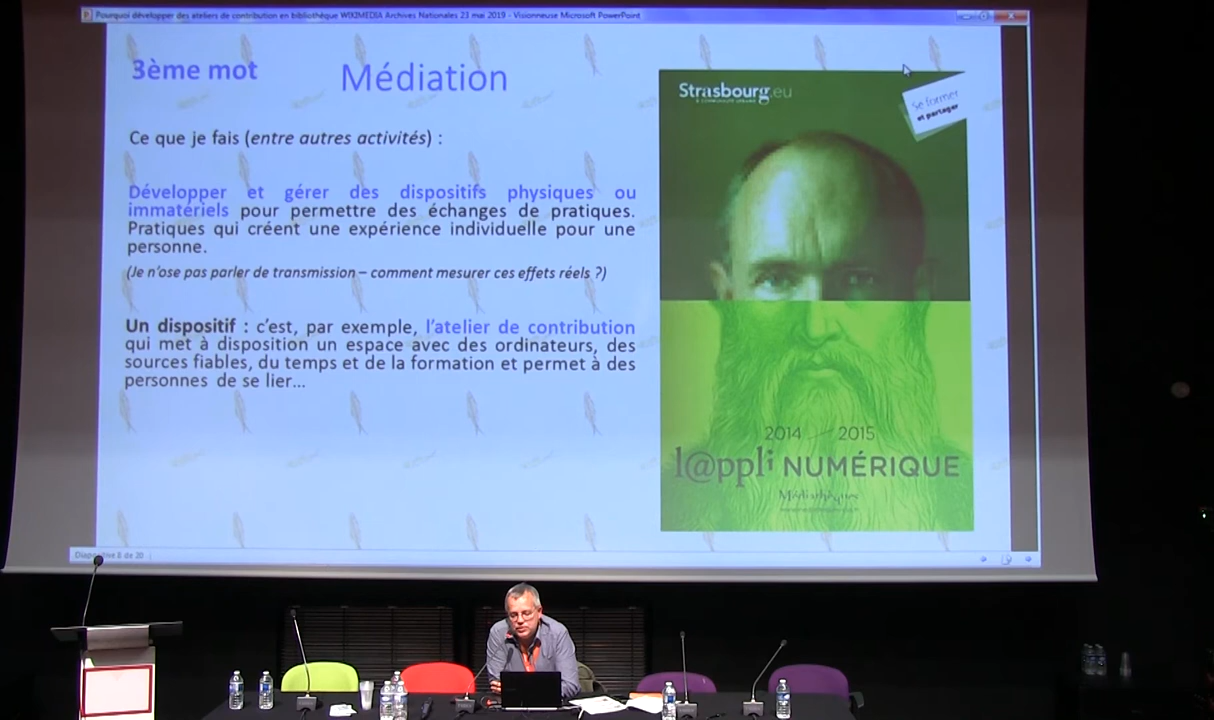 Pourquoi développer des ateliers de contribution en bibliothèque WIKIMEDIA Archives Nationales 23 mai 2019 - Visionneuse Microsoft PowerPoint
3ème mot
Médiation
Ce que je fais (entre autres activités) :
Développer et gérer des dispositifs physiques ou
immatériels pour permettre des échanges de pratiques.
Pratiques qui créent une expérience individuelle pour une
personne.
(Je n'ose pas parler de transmission – comment mesurer ces effets réels ?)
Un dispositif : c'est, par exemple, l'atelier de contribution
qui met à disposition un espace avec des ordinateurs, des
sources fiables, du temps et de la formation et permet à des
personnes de se lier...
Strasbourg.eu
& COMMUNAUTÉ URBAINE
Se former
et partager
2014 2015
l@ppli NUMÉRIQUE
Médiathèques
Diapositive 8 de 20